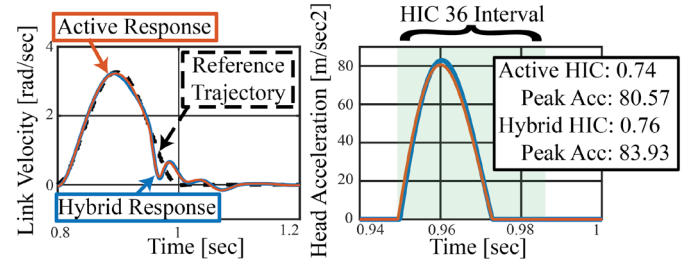 Active Response
Reference
Trajectory
Hybrid Response
Link Velocity [rad/sec]
4
2
0
0.8
1
1.2
Time [sec]
HIC 36 Interval
Active HIC: 0.74
Peak Acc: 80.57
Hybrid HIC: 0.76
Peak Acc: 83.93
Head Acceleration [m/sec2]
80
60
40
20
0
0.94
0.96
0.98
1
Time [sec]